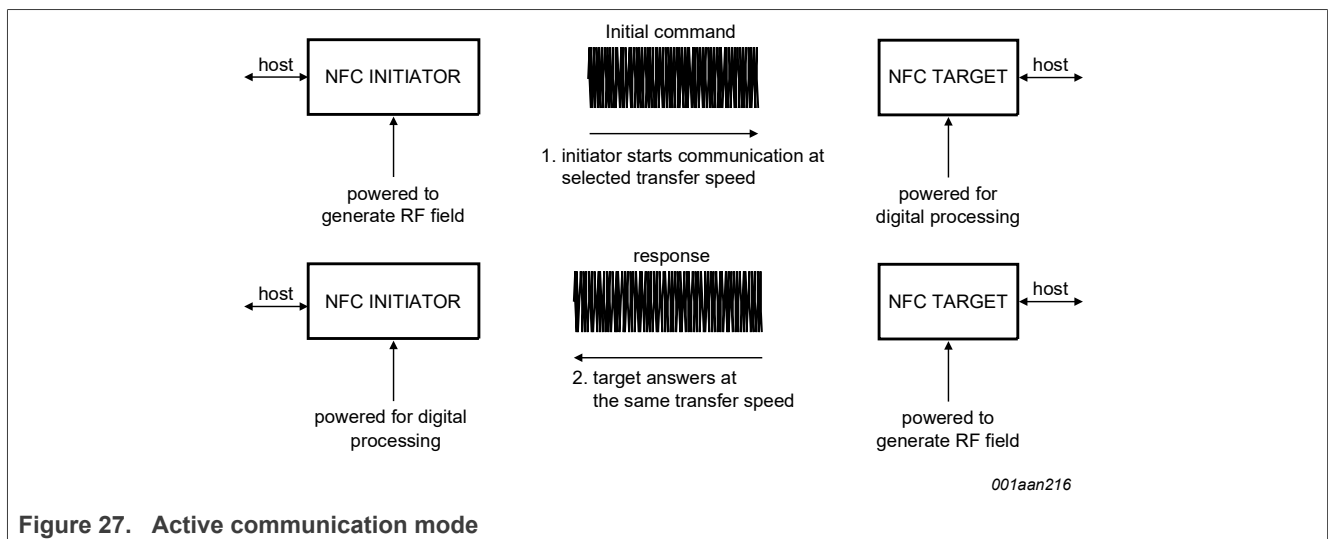 Initial command
host
NFC INITIATOR
NFC TARGET
host
1. initiator starts communication at
selected transfer speed
powered to
generate RF field
powered for
digital processing
response
host
NFC INITIATOR
NFC TARGET
host
2. target answers at
the same transfer speed
powered for digital
processing
powered to
generate RF field
001aan216
Figure 27. Active communication mode